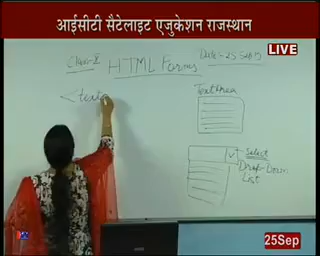 आईसीटी सैटेलाइट एजुकेशन राजस्थान
LIVE
Class-X
HTML Forms
Date:-25 Sep 15
<text
TextArea
Select
Drop-Down
List
25Sep